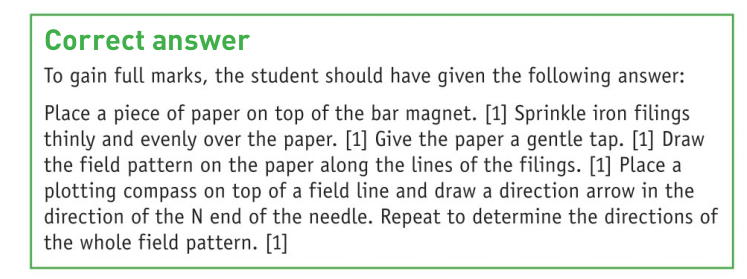 Correct answer
To gain full marks, the student should have given the following answer:
Place a piece of paper on top of the bar magnet. [1] Sprinkle iron filings
thinly and evenly over the paper. [1] Give the paper a gentle tap. [1] Draw
the field pattern on the paper along the lines of the filings. [1] Place a
plotting compass on top of a field line and draw a direction arrow in the
direction of the N end of the needle. Repeat to determine the directions of
the whole field pattern. [1]